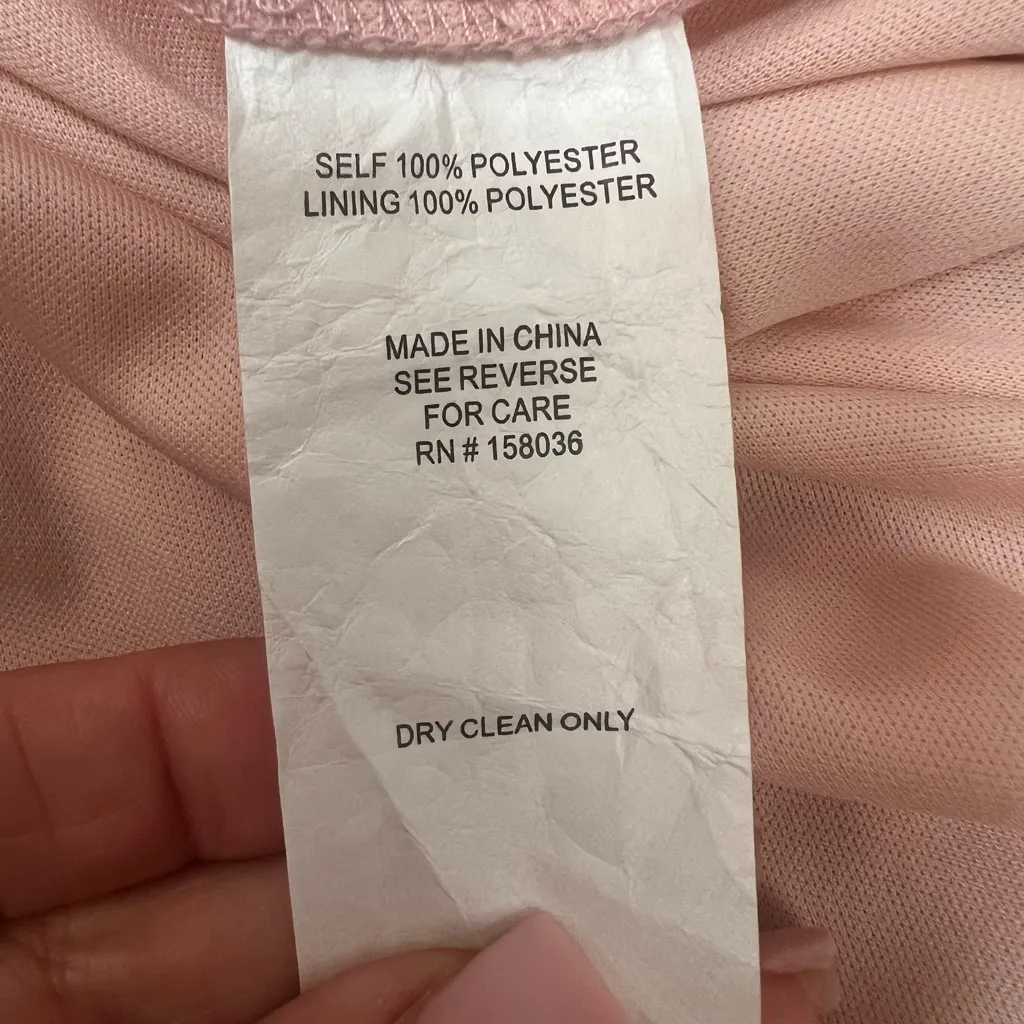 SELF 100% POLYESTER
LINING 100% POLYESTER
MADE IN CHINA
SEE REVERSE
FOR CARE
RN # 158036
DRY CLEAN ONLY